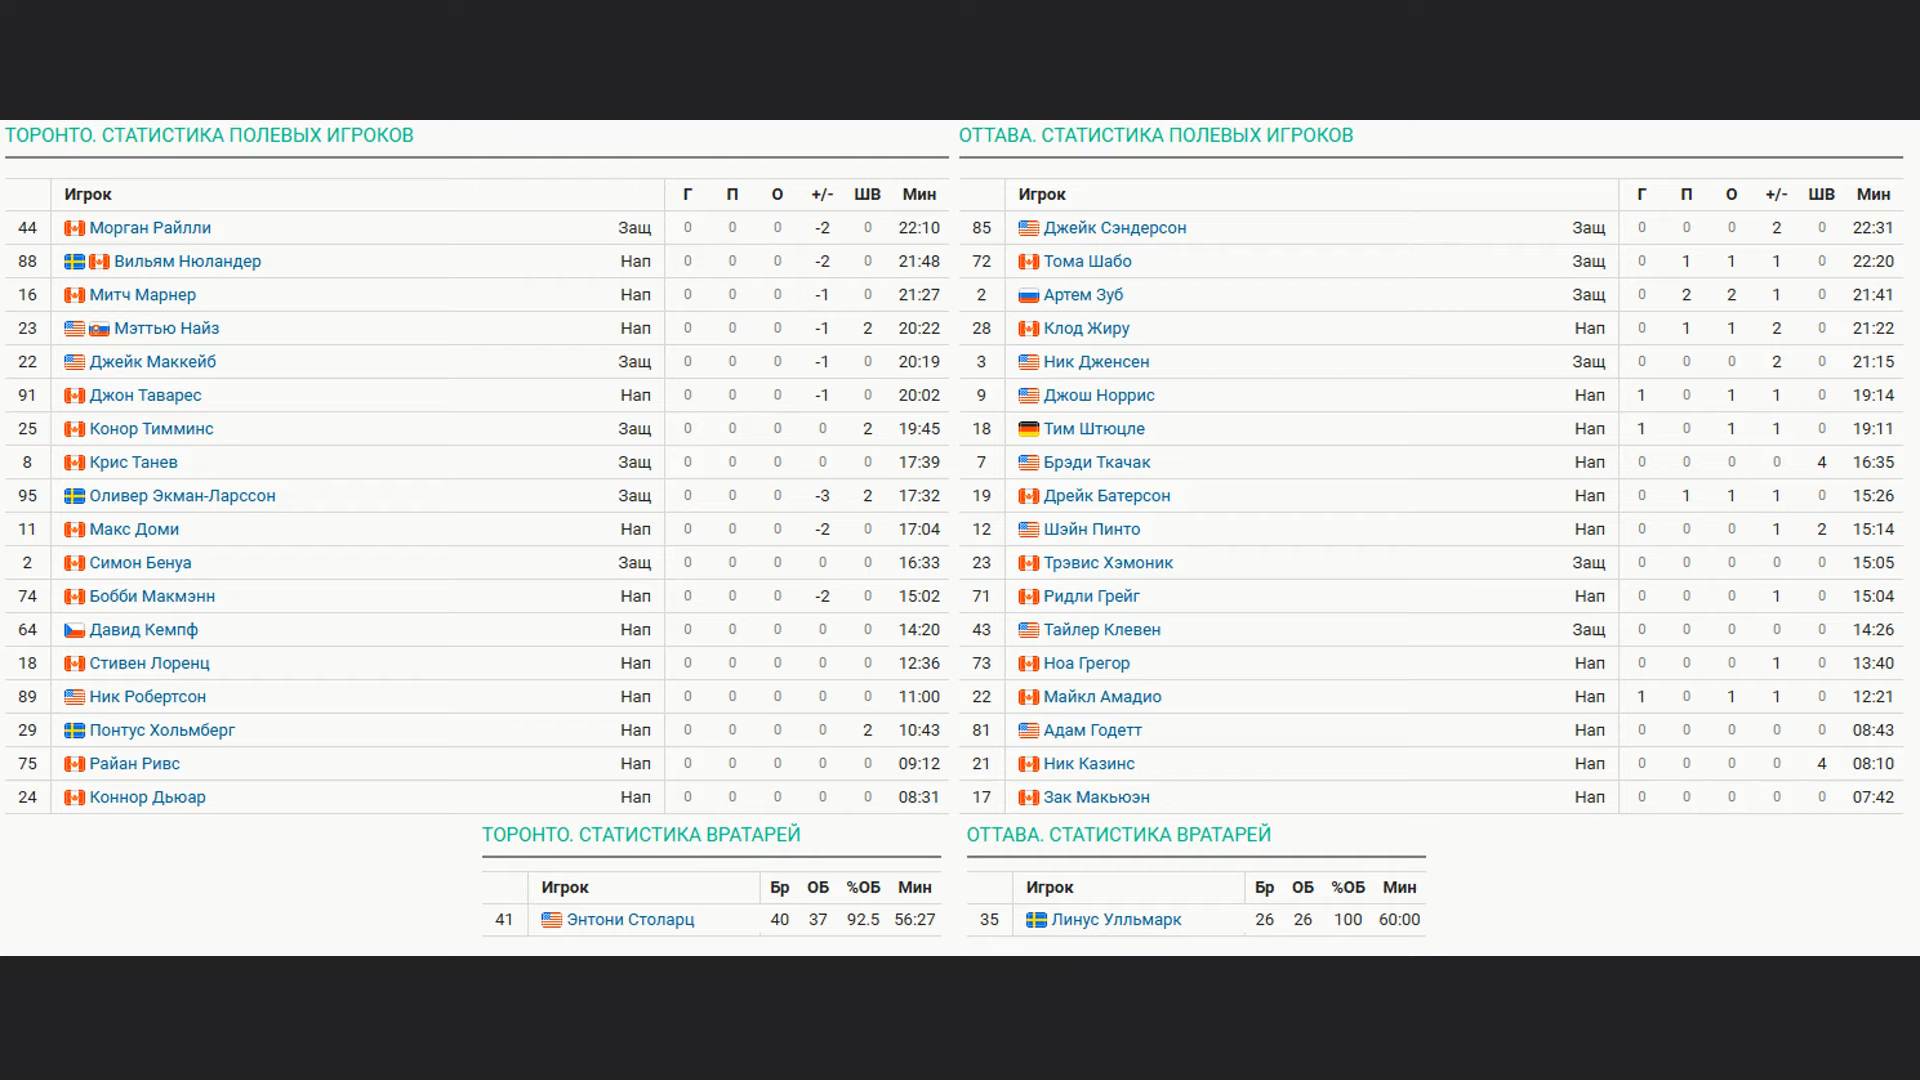 ТОРОНТО. СТАТИСТИКА ПОЛЕВЫХ ИГРОКОВ
Игрок Г П О +/- ШВ Мин
44 Морган Райлли Защ 0 0 0 -2 0 22:10
88 Вильям Нюландер Нап 0 0 0 -2 0 21:48
16 Митч Марнер Нап 0 0 0 -1 0 21:27
23 Мэттью Найз Нап 0 0 0 -1 2 20:22
22 Джейк Маккейб Защ 0 0 0 -1 0 20:19
91 Джон Таварес Нап 0 0 0 -1 0 20:02
25 Конор Тимминс Защ 0 0 0 0 2 19:45
8 Крис Танев Защ 0 0 0 0 0 17:39
95 Оливер Экман-Ларссон Защ 0 0 0 -3 2 17:32
11 Макс Доми Нап 0 0 0 -2 0 17:04
2 Симон Бенуа Защ 0 0 0 0 0 16:33
74 Бобби Макмэнн Нап 0 0 0 -2 0 15:02
64 Давид Кемпф Нап 0 0 0 0 0 14:20
18 Стивен Лоренц Нап 0 0 0 0 0 12:36
89 Ник Робертсон Нап 0 0 0 0 0 11:00
29 Понтус Хольмберг Нап 0 0 0 0 2 10:43
75 Райан Ривс Нап 0 0 0 0 0 09:12
24 Коннор Дьюар Нап 0 0 0 0 0 08:31
ОТТАВА. СТАТИСТИКА ПОЛЕВЫХ ИГРОКОВ
Игрок Г П О +/- ШВ Мин
85 Джейк Сэндерсон Защ 0 0 0 2 0 22:31
72 Тома Шабо Защ 0 1 1 1 0 22:20
2 Артем Зуб Защ 0 2 2 1 0 21:41
28 Клод Жиру Нап 0 1 1 2 0 21:22
3 Ник Дженсен Защ 0 0 0 2 0 21:15
9 Джош Норрис Нап 1 0 1 1 0 19:14
18 Тим Штюцле Нап 1 0 1 1 0 19:11
7 Брэди Ткачак Нап 0 0 0 0 4 16:35
19 Дрейк Батерсон Нап 0 1 1 1 0 15:26
12 Шэйн Пинто Нап 0 0 0 1 2 15:14
23 Трэвис Хэмоник Защ 0 0 0 0 0 15:05
71 Ридли Грейг Нап 0 0 0 1 0 15:04
43 Тайлер Клевен Защ 0 0 0 0 0 14:26
73 Ноа Грегор Нап 0 0 0 1 0 13:40
22 Майкл Амадио Нап 1 0 1 1 0 12:21
81 Адам Годетт Нап 0 0 0 0 0 08:43
21 Ник Казинс Нап 0 0 0 0 4 08:10
17 Зак Макьюэн Нап 0 0 0 0 0 07:42
ТОРОНТО. СТАТИСТИКА ВРАТАРЕЙ
Игрок Бр ОБ %ОБ Мин
41 Энтони Столарц 40 37 92.5 56:27
ОТТАВА. СТАТИСТИКА ВРАТАРЕЙ
Игрок Бр ОБ %ОБ Мин
35 Линус Улльмарк 26 26 100 60:00